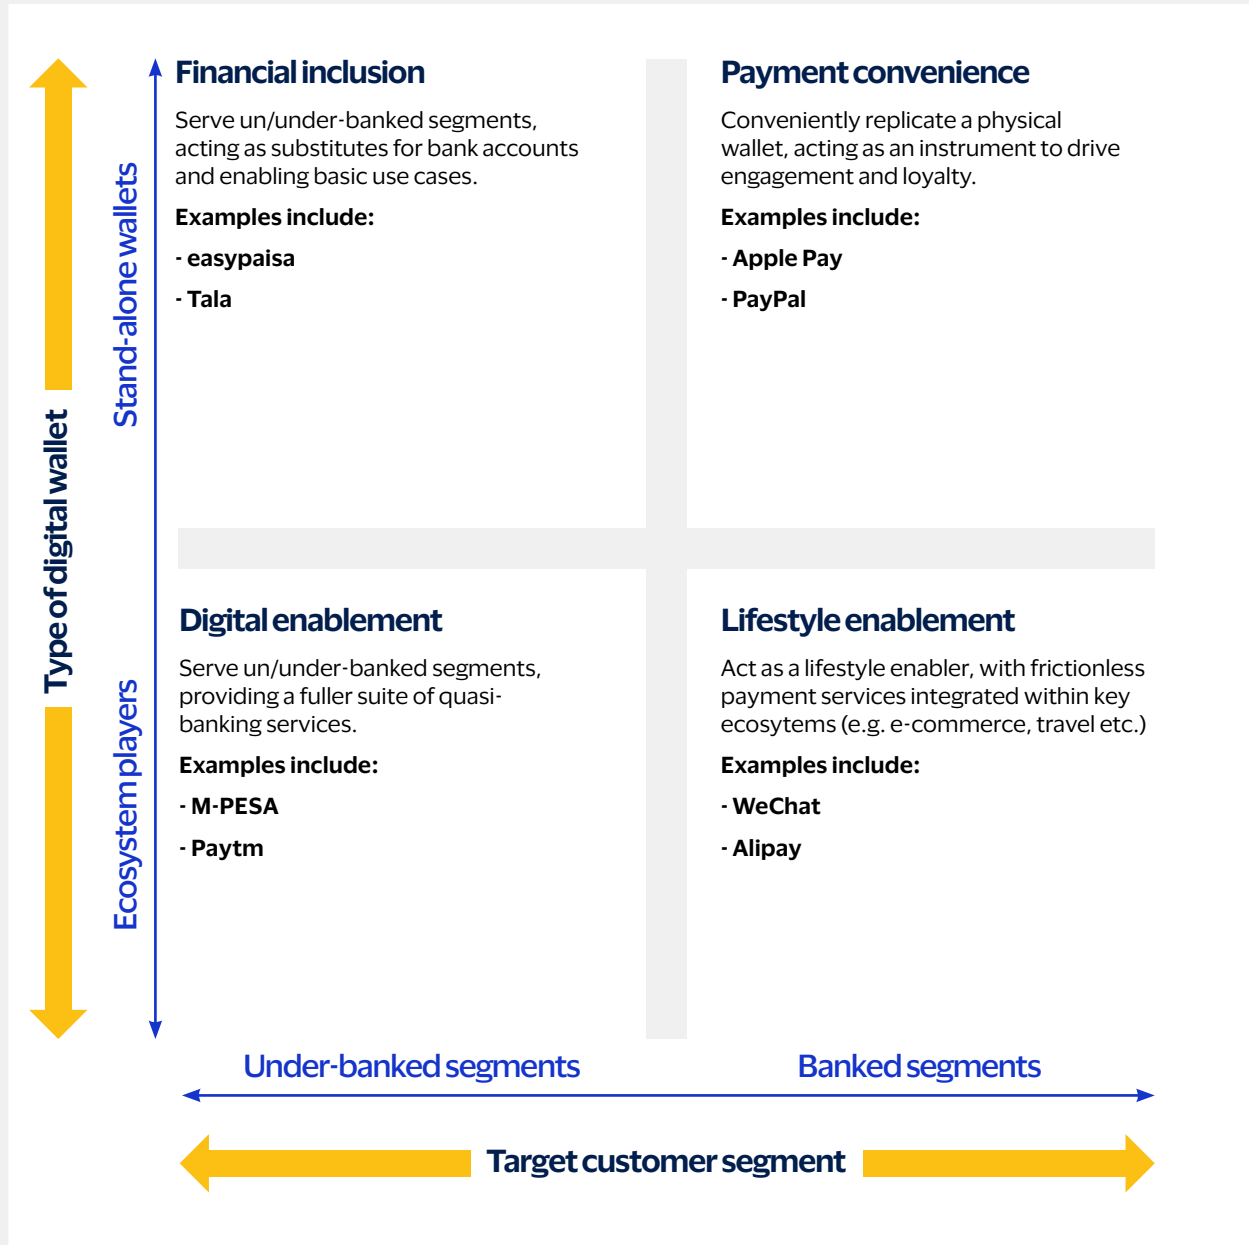 Financial inclusion
Serve un/under-banked segments,
acting as substitutes for bank accounts
and enabling basic use cases.
Examples include:
- easypaisa
- Tala
Payment convenience
Conveniently replicate a physical
wallet, acting as an instrument to drive
engagement and loyalty.
Examples include:
- Apple Pay
- PayPal
Stand-alone wallets
Type of digital wallet
Ecosystem players
Digital enablement
Serve un/under-banked segments,
providing a fuller suite of quasi-
banking services.
Examples include:
- M-PESA
- Paytm
Lifestyle enablement
Act as a lifestyle enabler, with frictionless
payment services integrated within key
ecosytems (e.g. e-commerce, travel etc.)
Examples include:
- WeChat
- Alipay
Under-banked segments
Banked segments
Target customer segment